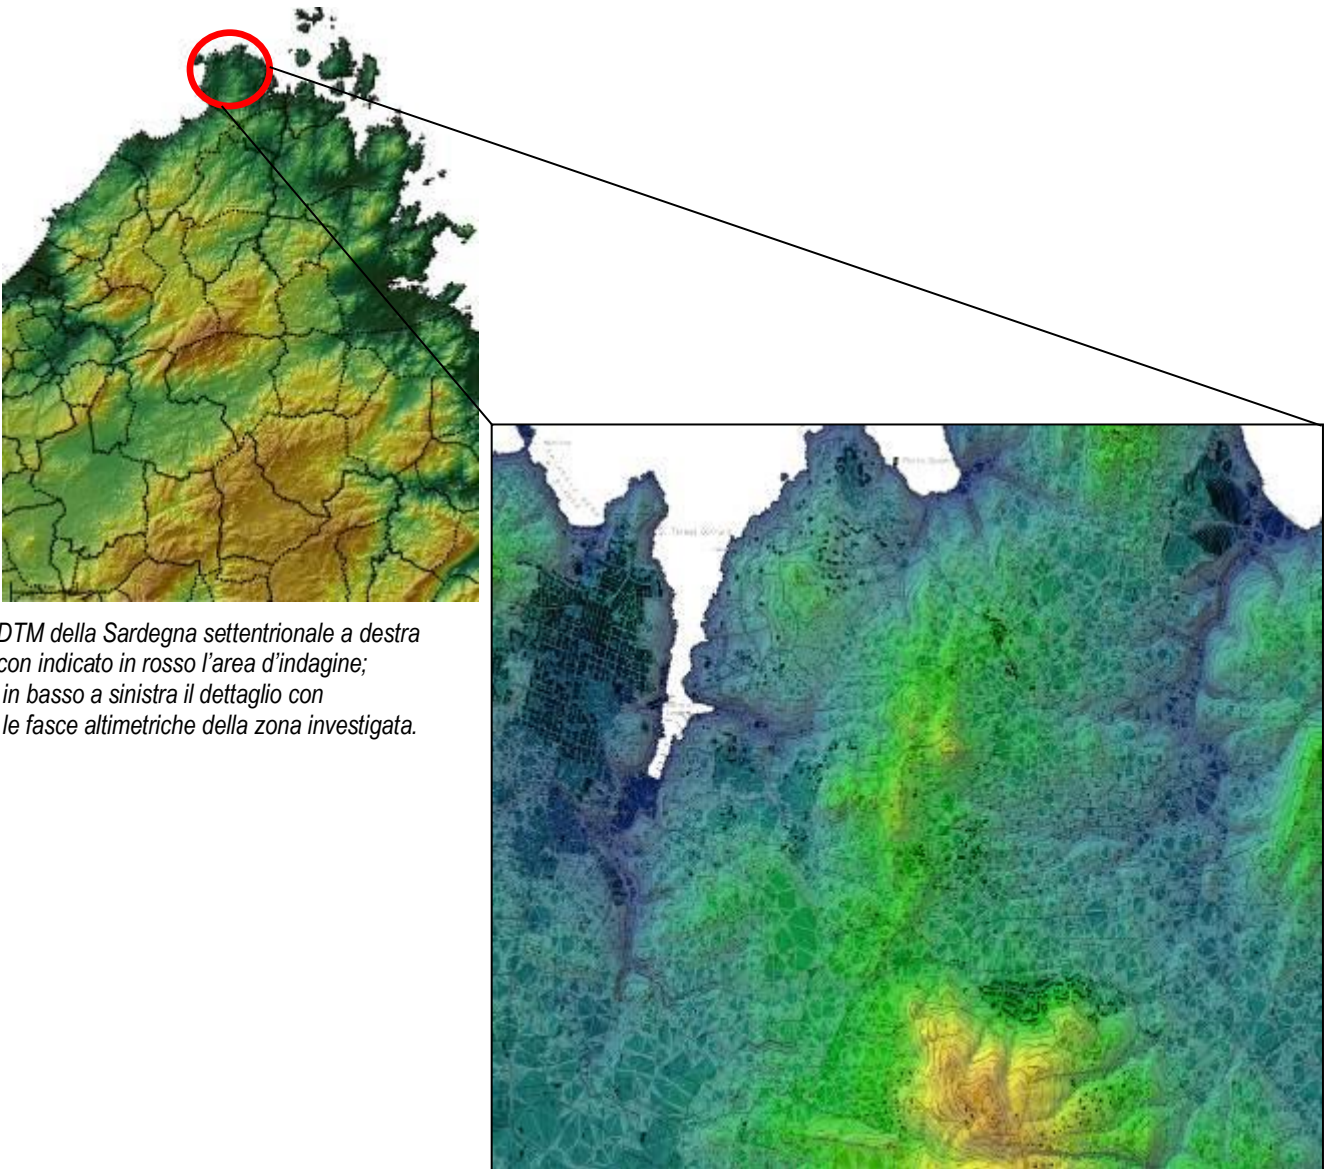 DTM della Sardegna settentrionale a destra
con indicato in rosso l’area d’indagine;
in basso a sinistra il dettaglio con
le fasce altimetriche della zona investigata.